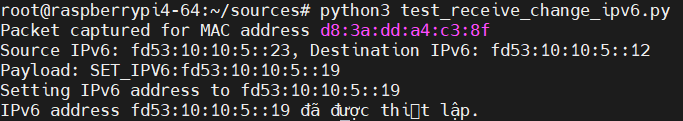 root@raspberrypi4-64:~/sources# python3 test_receive_change_ipv6.py
Packet captured for MAC address d8:3a:dd:a4:c3:8f
Source IPv6: fd53:10:10:5::23, Destination IPv6: fd53:10:10:5::12
Payload: SET_IPV6:fd53:10:10:5::19
Setting IPv6 address to fd53:10:10:5::19
IPv6 address fd53:10:10:5::19 đã được lập.